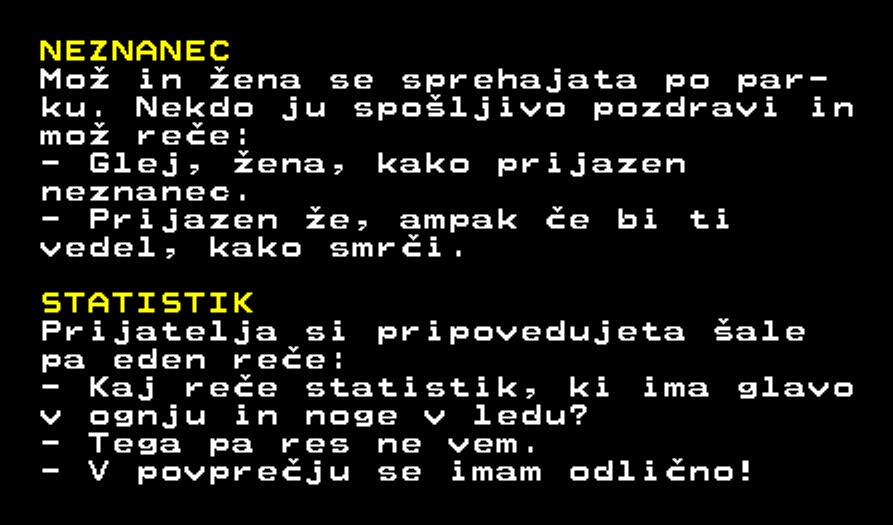 NEZNANEC
Mož in žena se sprehajata po par-
ku. Nekdo ju spošljivo pozdravi in
mož reče:
- Glej, žena, kako prijazen
neznanec.
- Prijazen že, ampak če bi ti
vedel, kako smrči.
STATISTIK
Prijatelja si pripovedujeta šale
pa eden reče:
- Kaj reče statistik, ki ima glavo
v ognju in noge v ledu?
- Tega pa res ne vem.
- V povprečju se imam odlično!